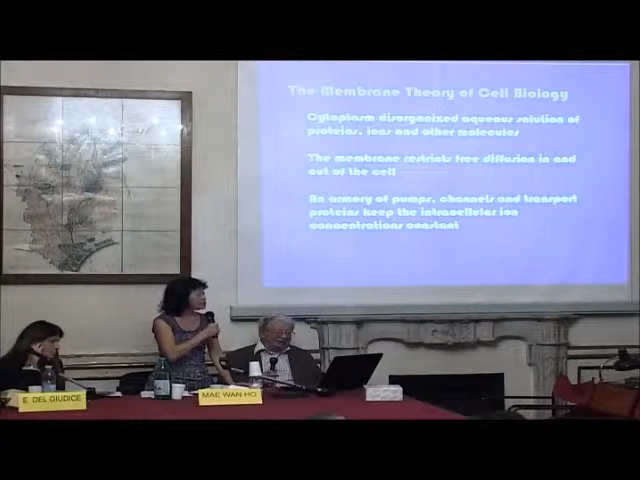 The Membrane Theory of Cell Biology
Cytoplasm disorganized aqueous solution of
proteins, ions and other molecules
The membrane restricts free diffusion in and
out of the cell
An armory of pumps, channels and transport
proteins keep the intracellular ion
concentrations constant
E. DEL GIUDICE
MAE WAN HO